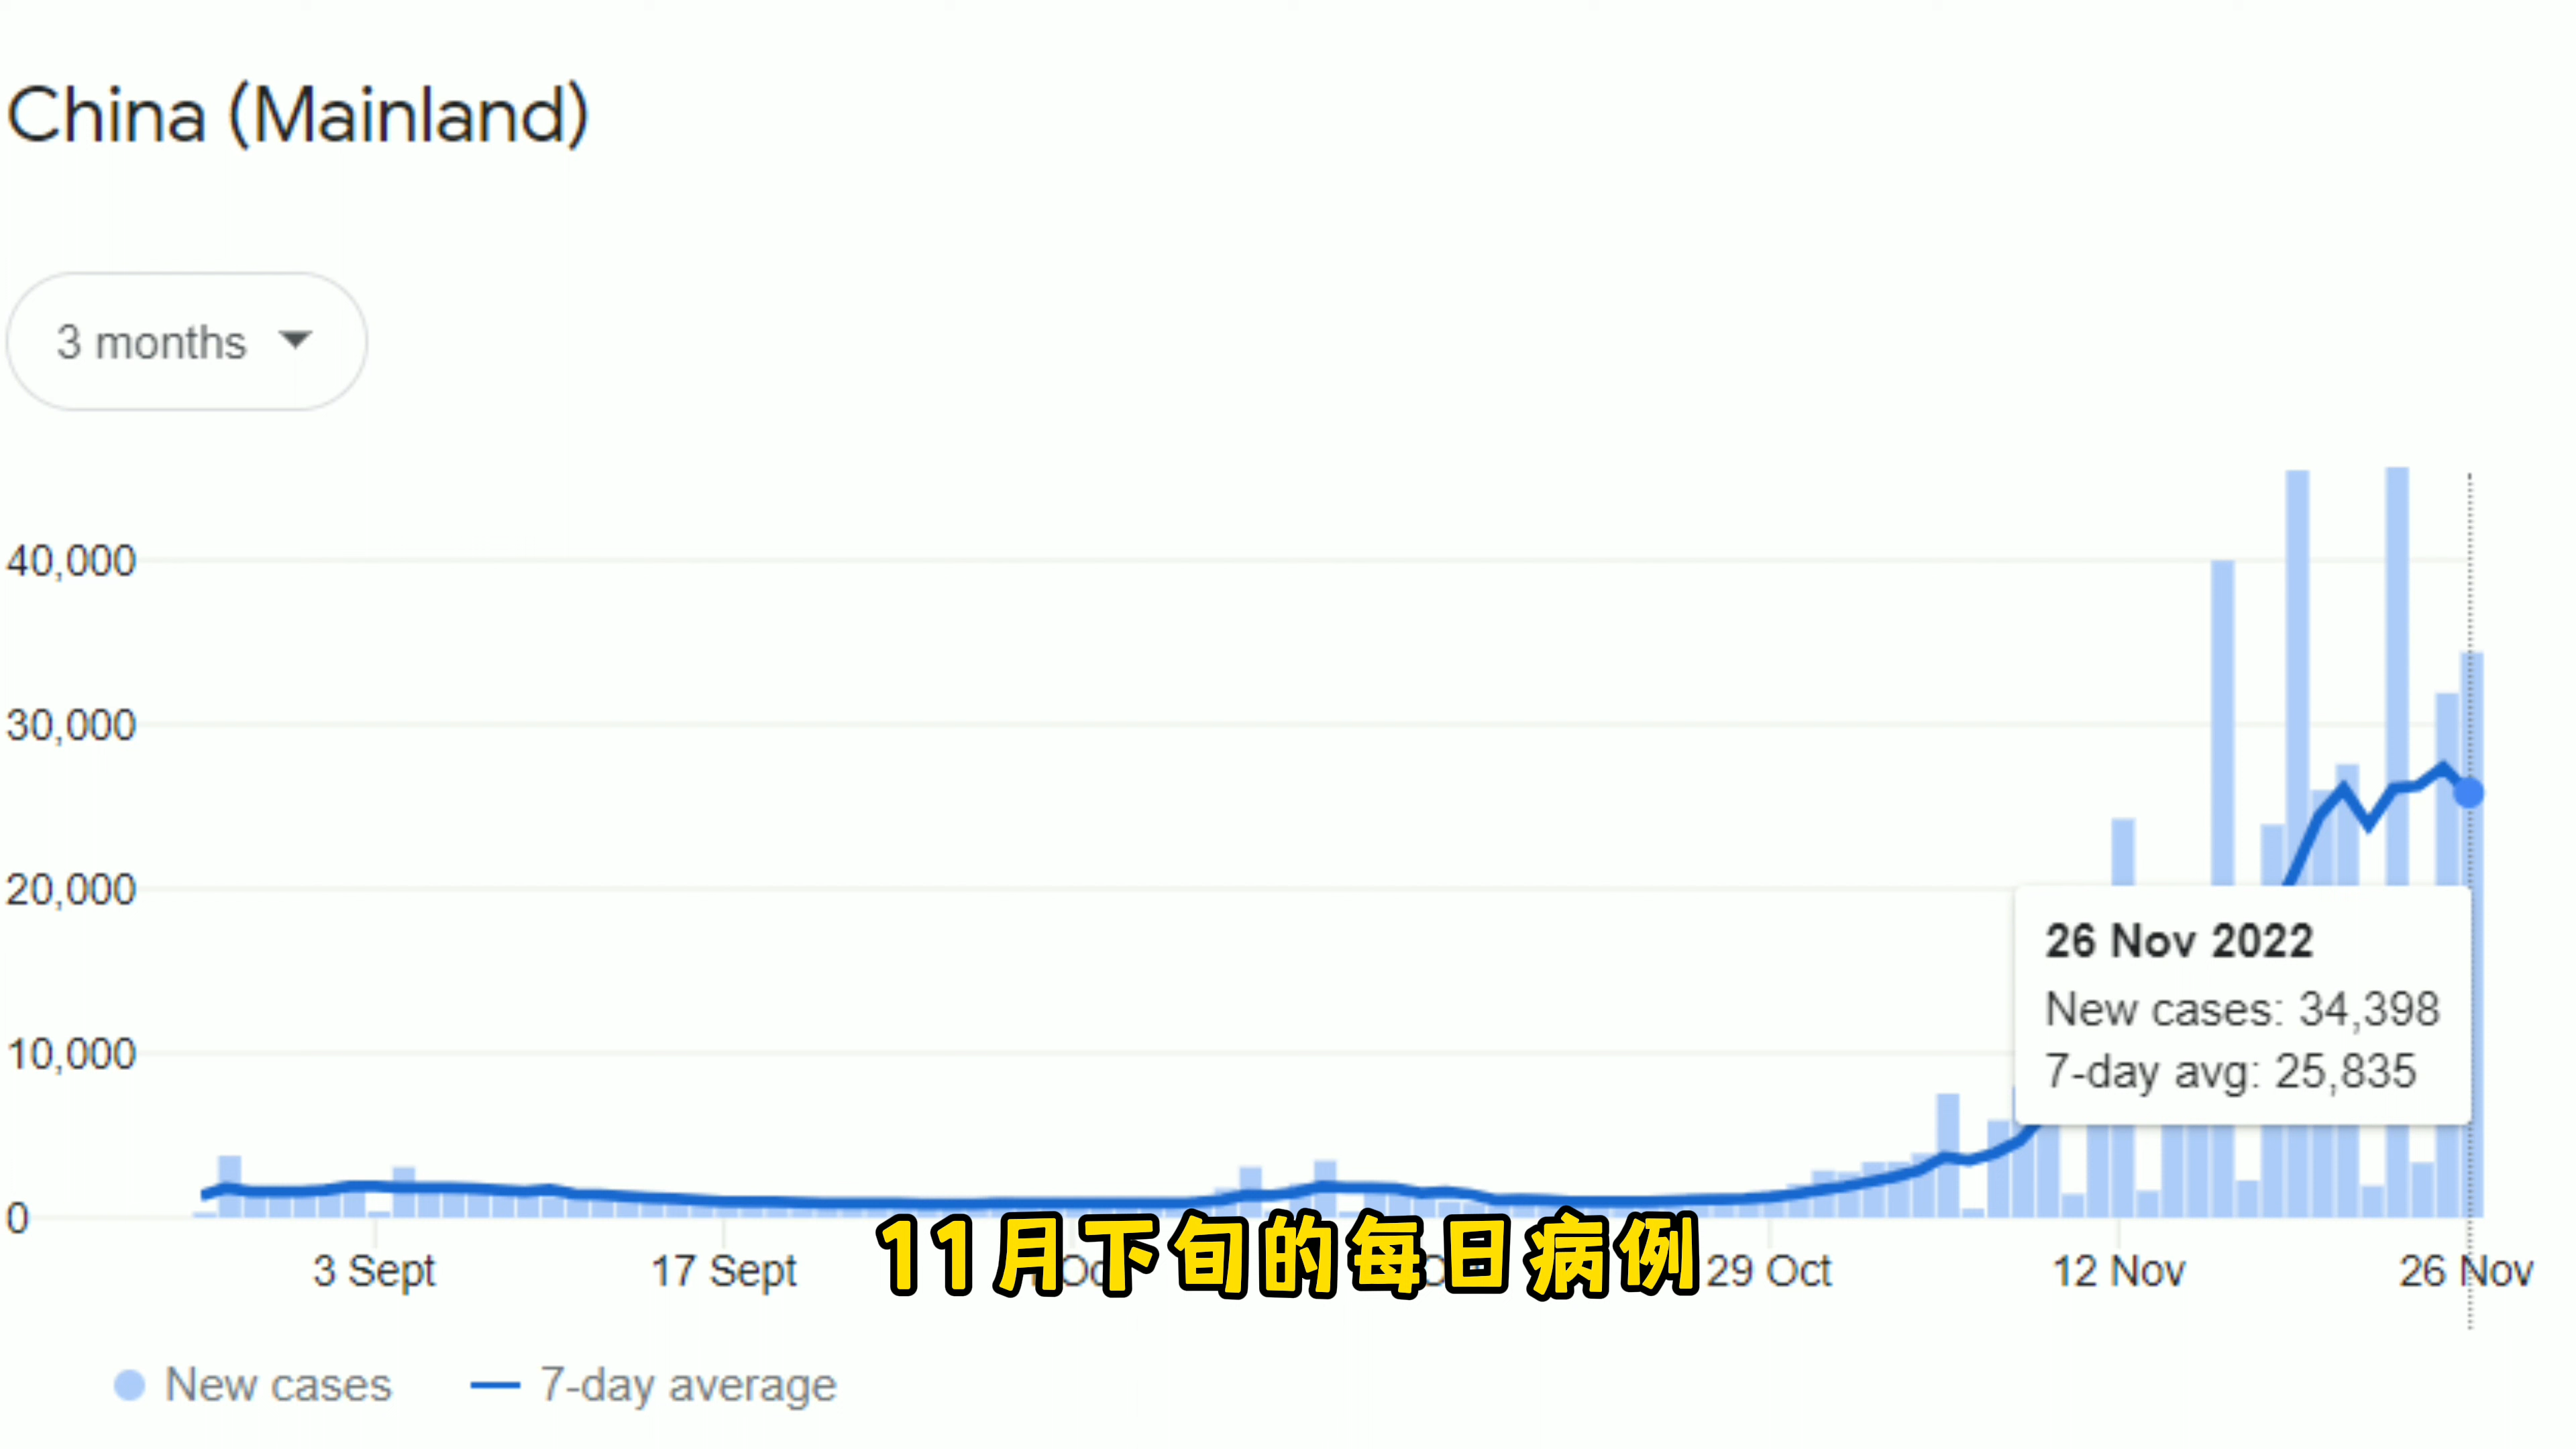 China (Mainland)
3 months
40,000
30,000
20,000
10,000
0
26 Nov 2022
New cases: 34,398
7-day avg: 25,835
3 Sept
17 Sept
29 Oct
12 Nov
26 Nov
11月下旬的每日病例
New cases
7-day average